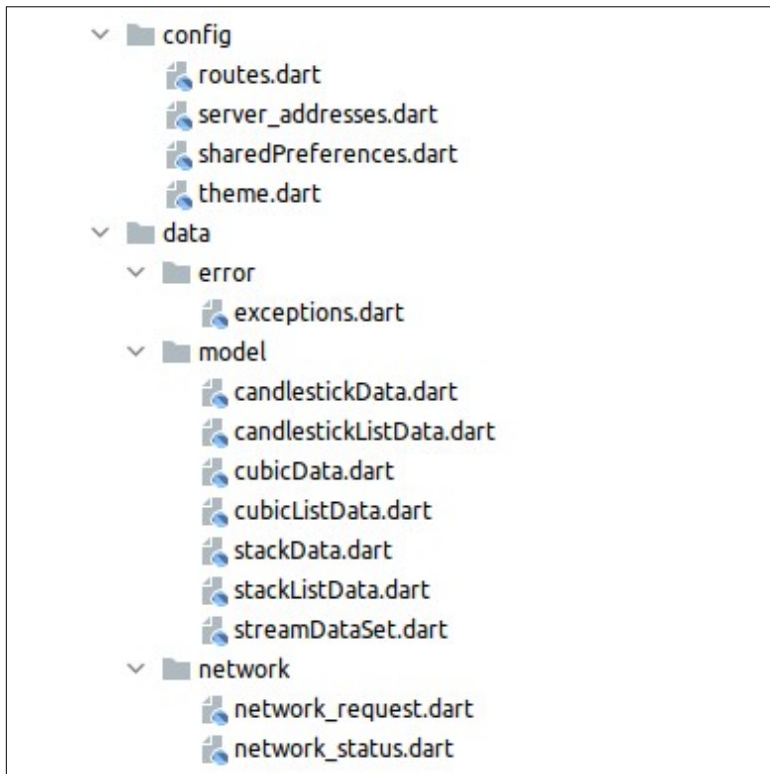 config
routes.dart
server_addresses.dart
sharedPreferences.dart
theme.dart
data
error
exceptions.dart
model
candlestickData.dart
candlestickListData.dart
cubicData.dart
cubicListData.dart
stackData.dart
stackListData.dart
streamDataSet.dart
network
network_request.dart
network_status.dart